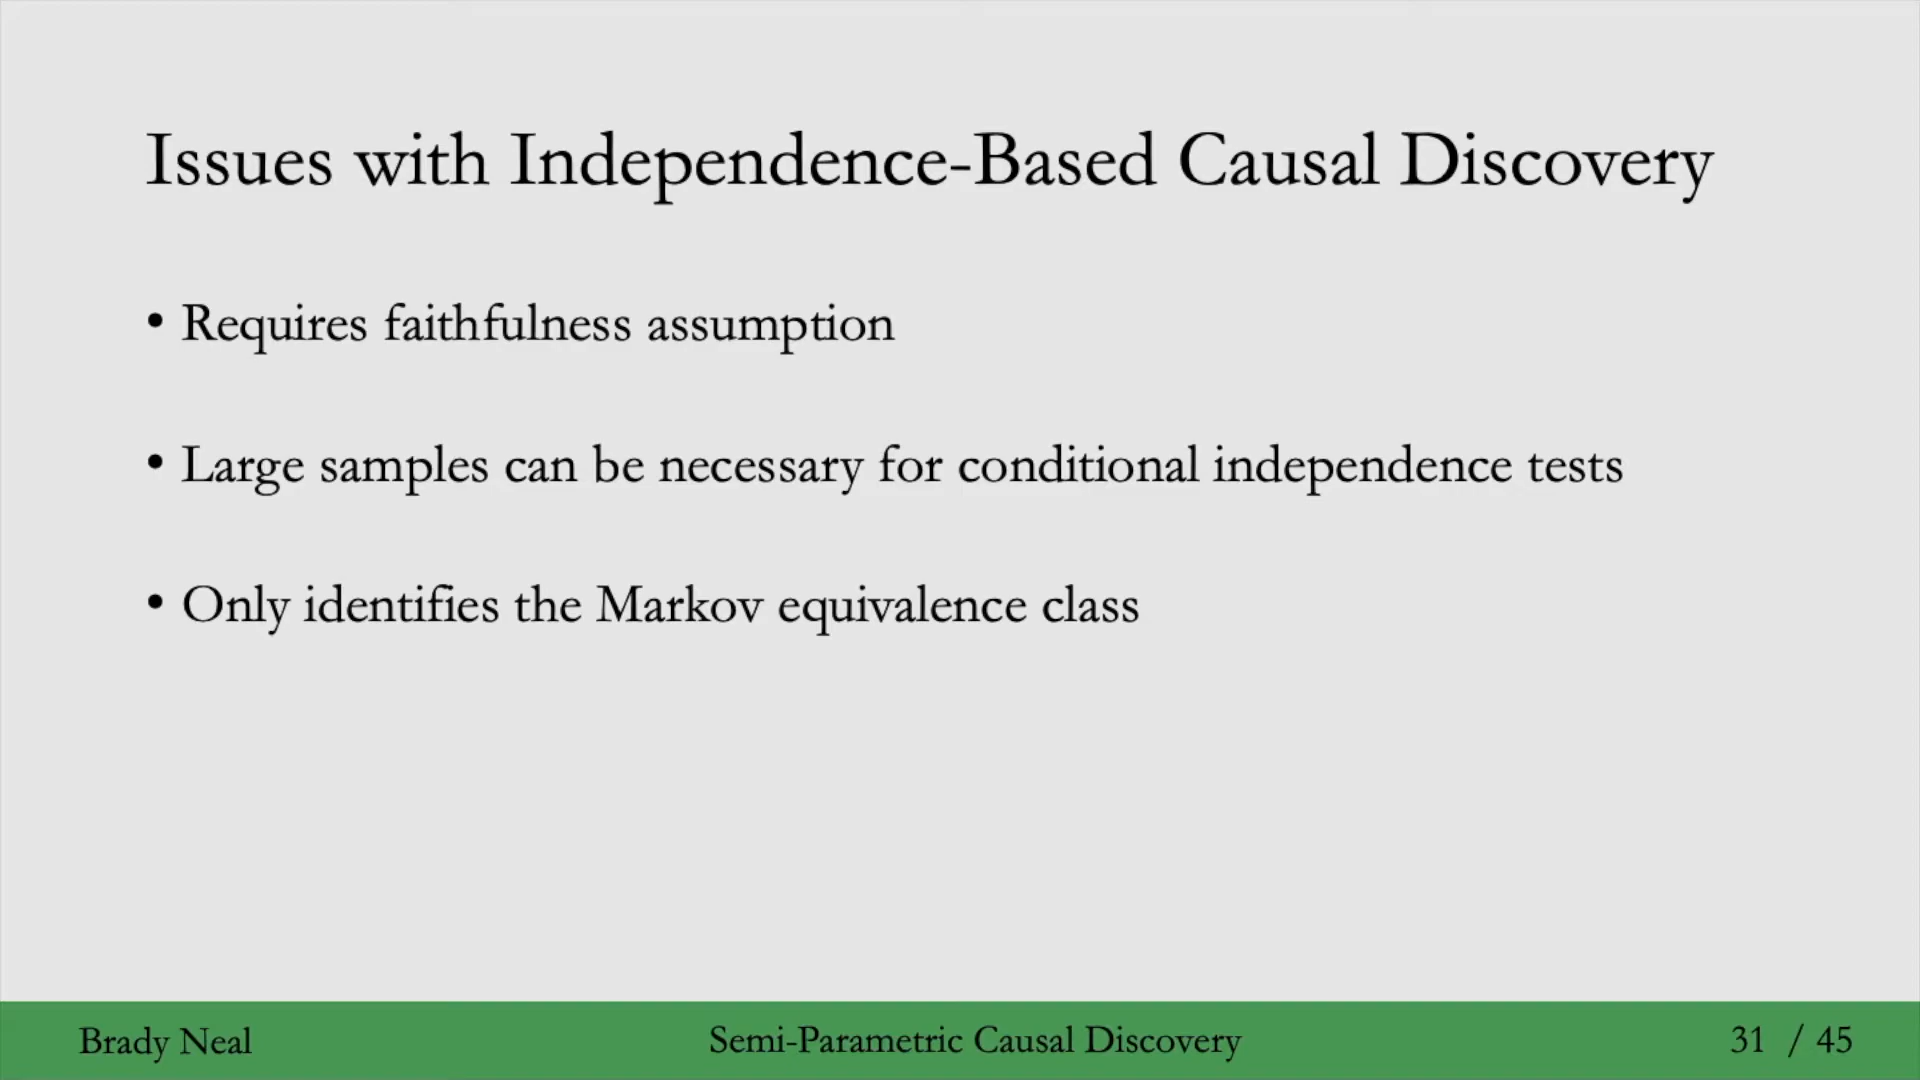 Issues with Independence-Based Causal Discovery
• Requires faithfulness assumption
• Large samples can be necessary for conditional independence tests
• Only identifies the Markov equivalence class
Brady Neal
Semi-Parametric Causal Discovery
31 / 45